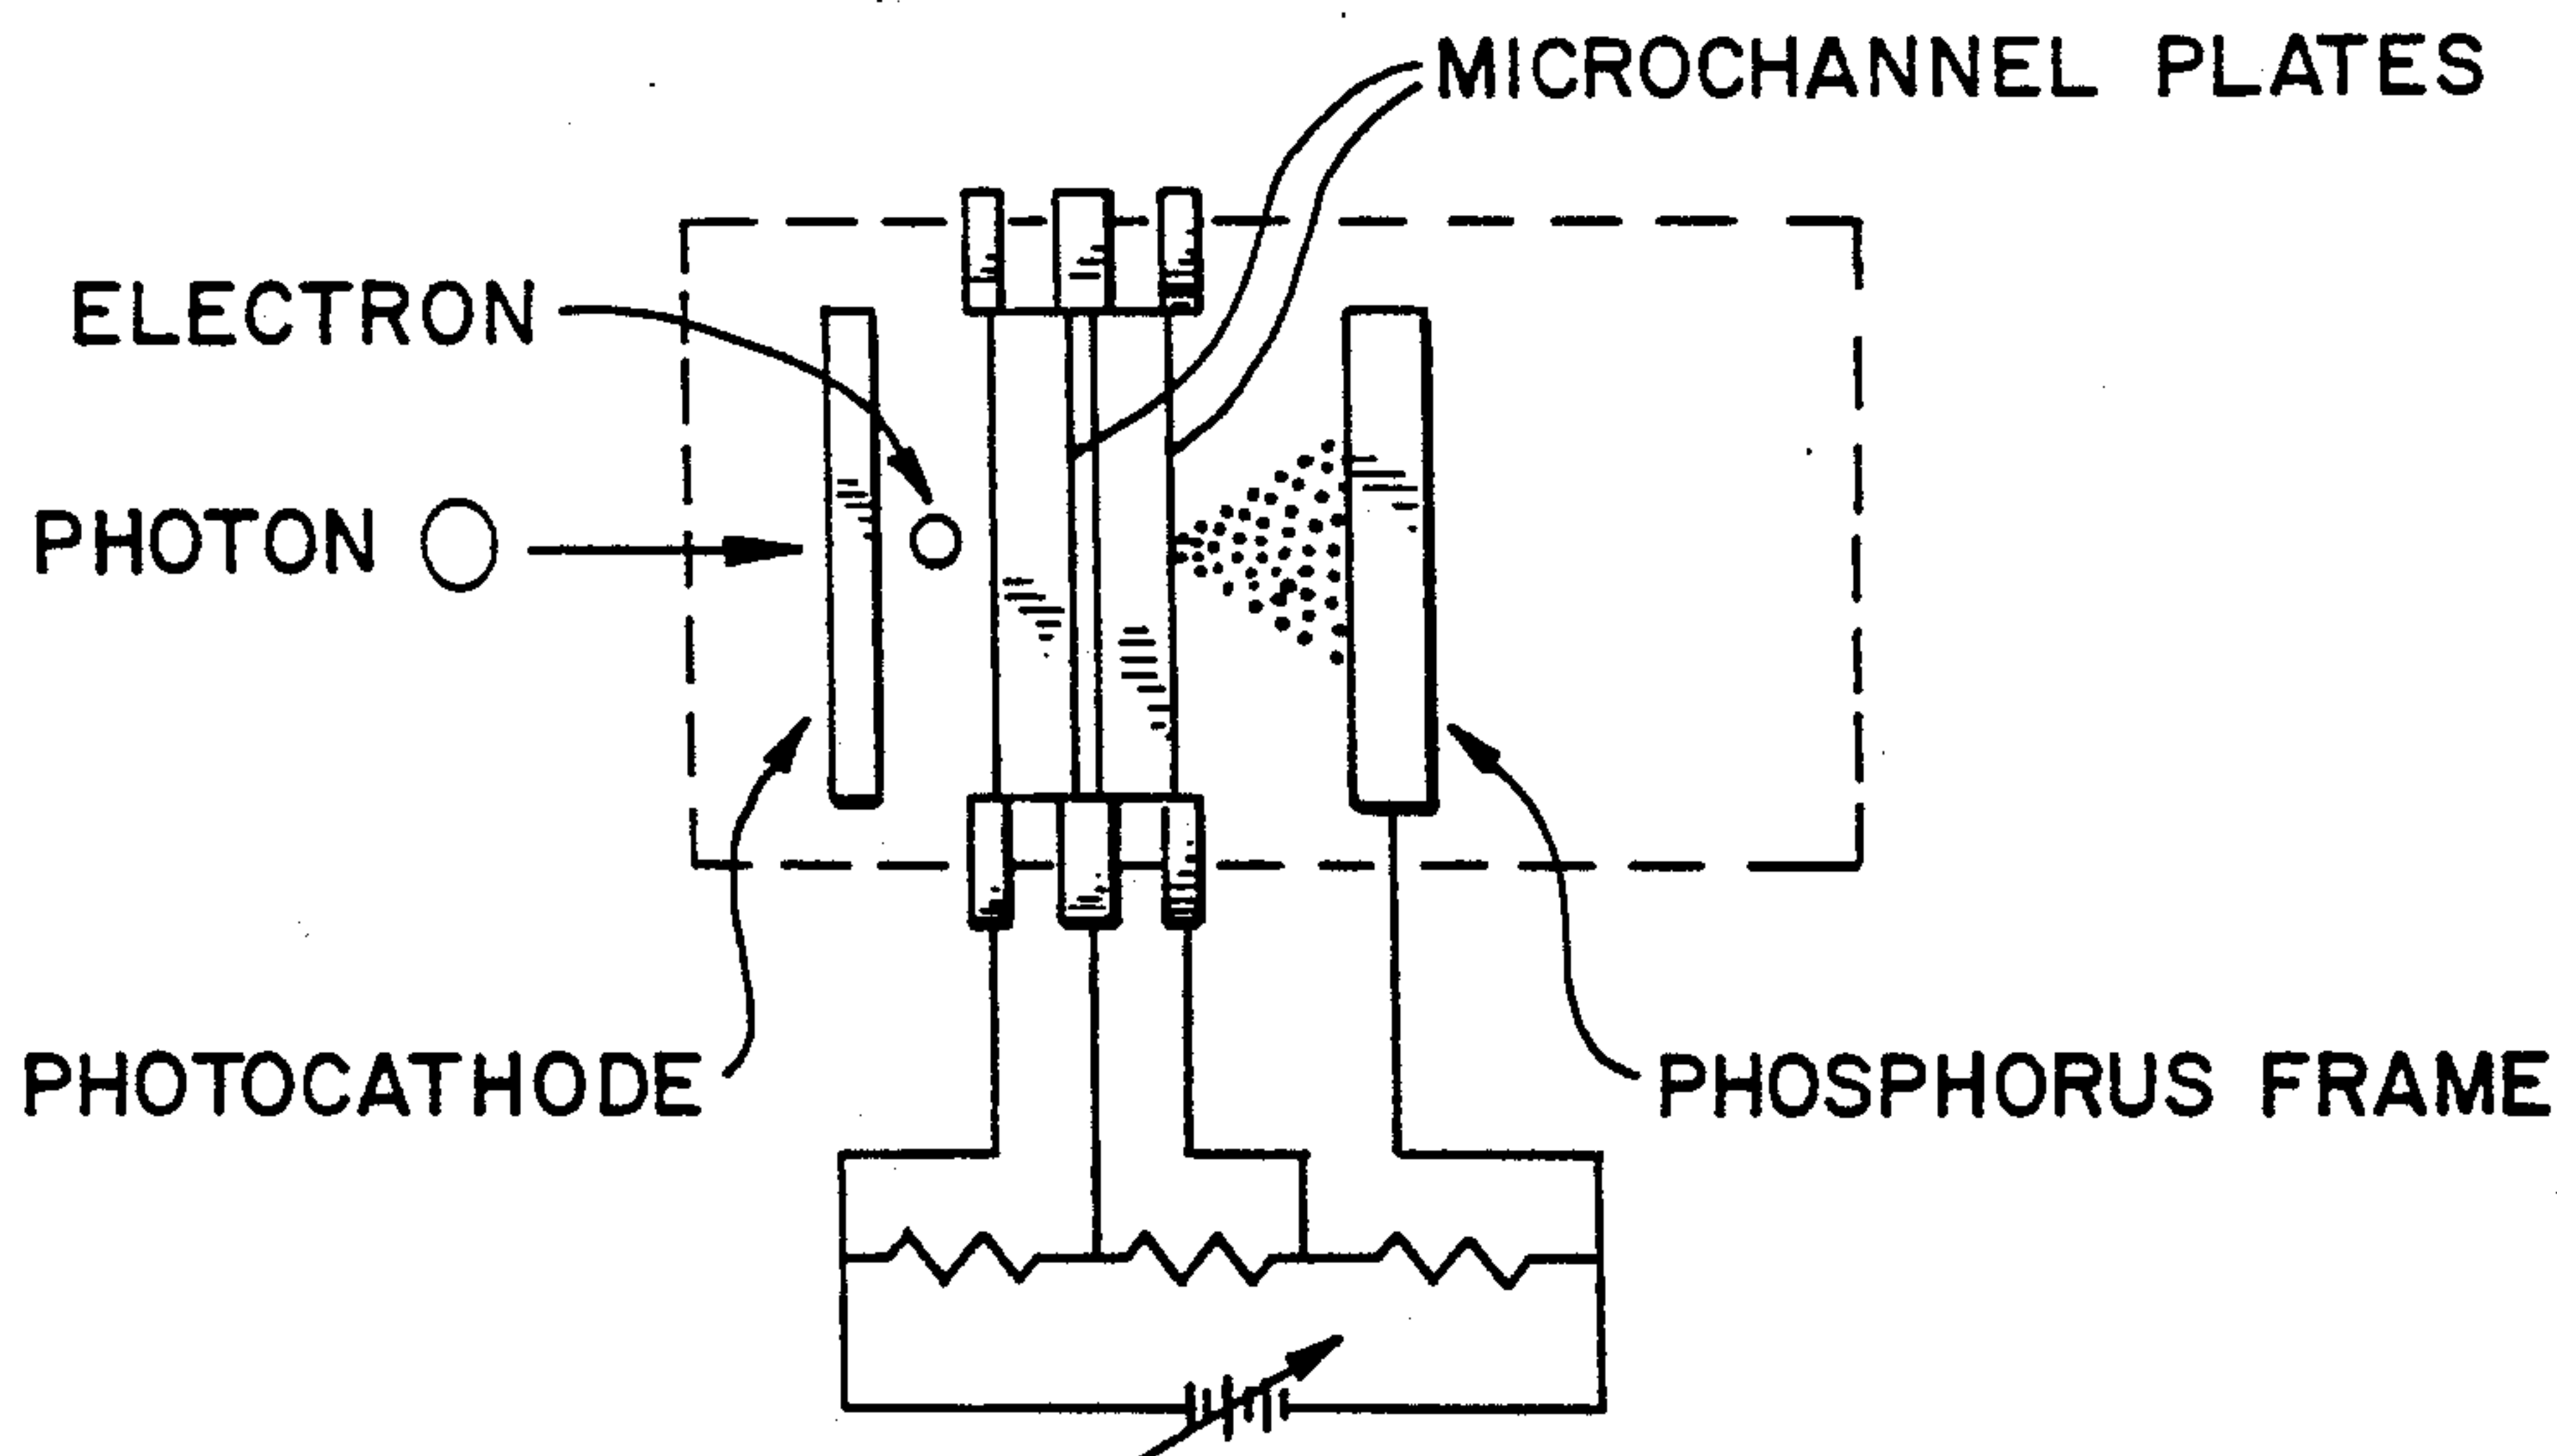 MICROCHANNEL PLATES
ELECTRON
PHOTON
PHOTOCATHODE
PHOSPHORUS FRAME